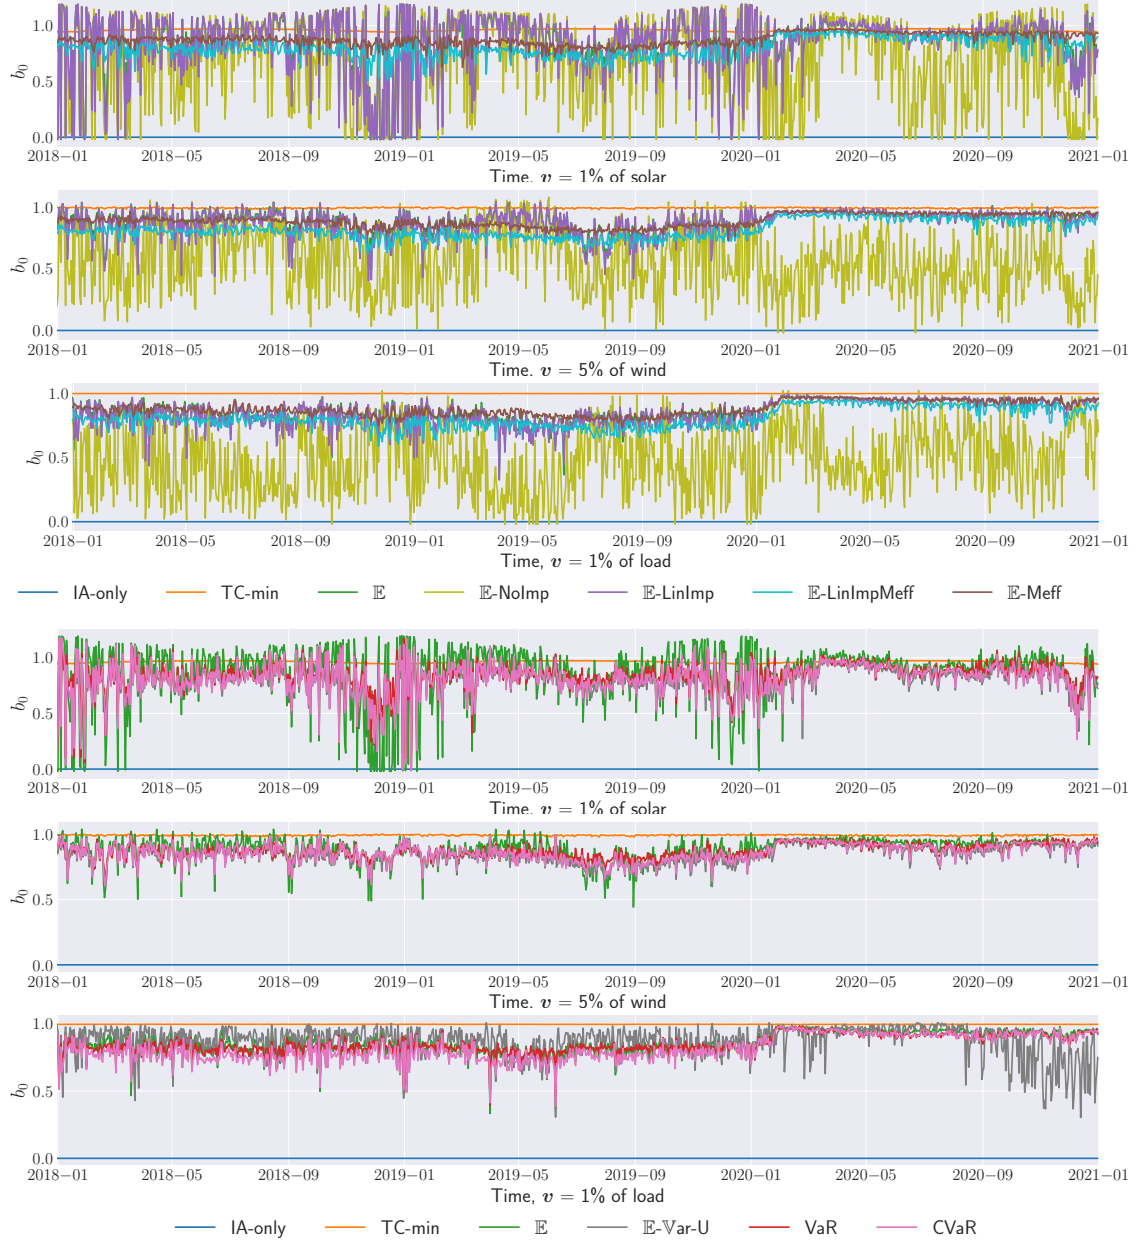 1.0
0.5
0.0
b₀
2018−01 2018−05 2018−09 2019−01 2019−05 2019−09 2020−01 2020−05 2020−09 2021−01
Time, v = 1% of solar
1.0
0.5
0.0
b₀
2018−01 2018−05 2018−09 2019−01 2019−05 2019−09 2020−01 2020−05 2020−09 2021−01
Time, v = 5% of wind
1.0
0.5
0.0
b₀
2018−01 2018−05 2018−09 2019−01 2019−05 2019−09 2020−01 2020−05 2020−09 2021−01
Time, v = 1% of load
IA-only TC-min 𝔼 𝔼-NoImp 𝔼-LinImp 𝔼-LinImpMeff 𝔼-Meff
1.0
0.5
0.0
b₀
2018−01 2018−05 2018−09 2019−01 2019−05 2019−09 2020−01 2020−05 2020−09 2021−01
Time, v = 1% of solar
1.0
0.5
0.0
b₀
2018−01 2018−05 2018−09 2019−01 2019−05 2019−09 2020−01 2020−05 2020−09 2021−01
Time, v = 5% of wind
1.0
0.5
0.0
b₀
2018−01 2018−05 2018−09 2019−01 2019−05 2019−09 2020−01 2020−05 2020−09 2021−01
Time, v = 1% of load
IA-only TC-min 𝔼 𝔼-𝕍ar-U VaR CVaR